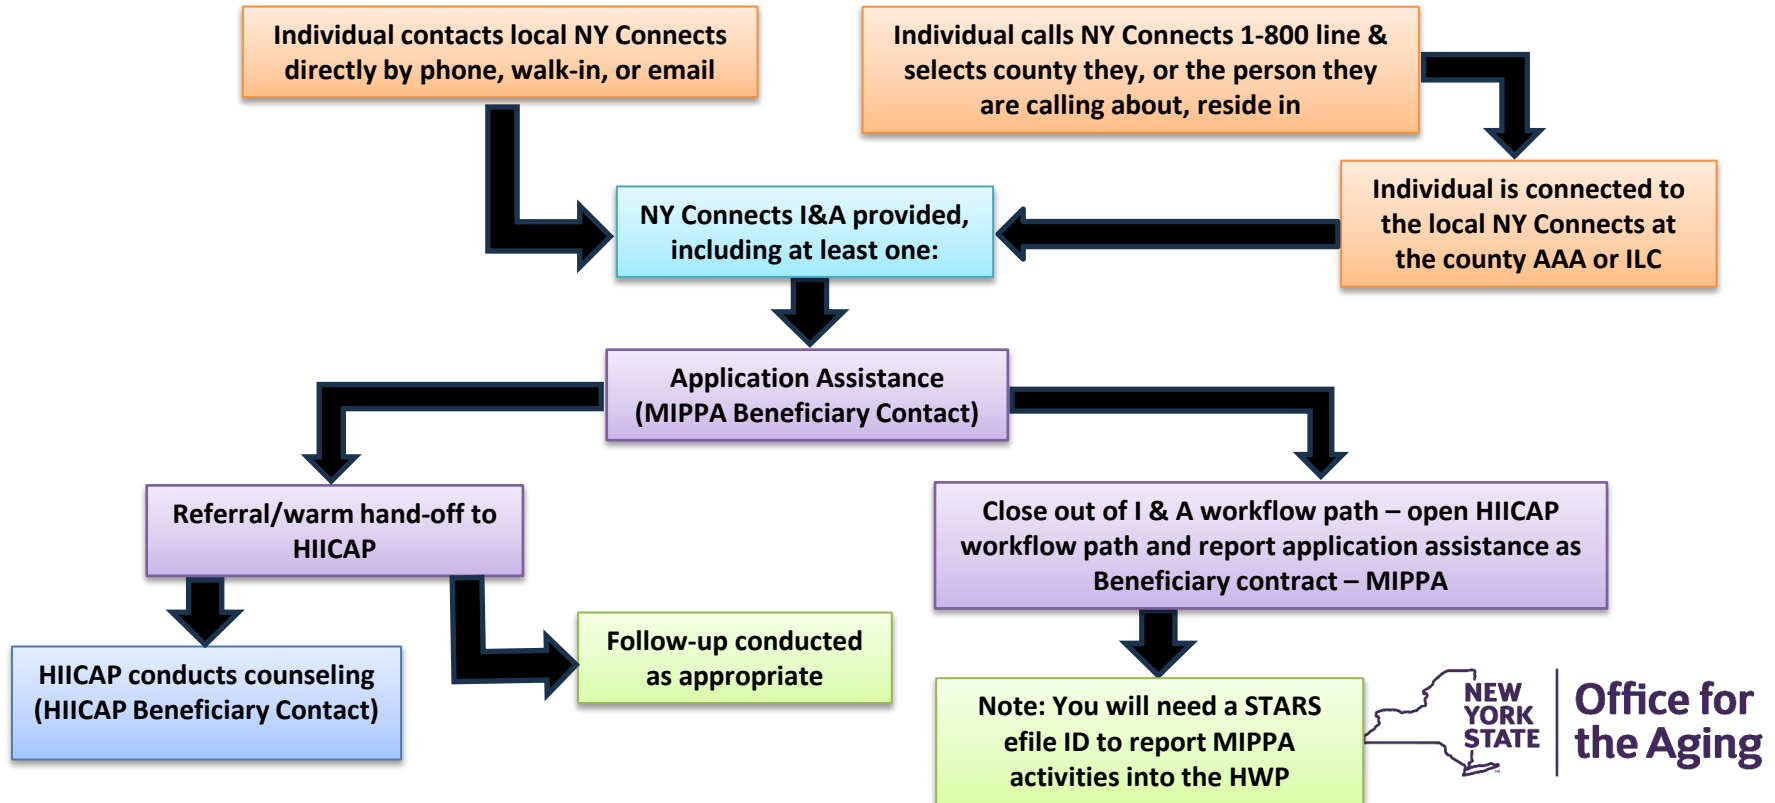 Individual contacts local NY Connects
directly by phone, walk-in, or email
Individual calls NY Connects 1-800 line &
selects county they, or the person they
are calling about, reside in
Individual is connected to
the local NY Connects at
the county AAA or ILC
NY Connects I&A provided,
including at least one:
Application Assistance
(MIPPA Beneficiary Contact)
Referral/warm hand-off to
HIICAP
Close out of I & A workflow path – open HIICAP
workflow path and report application assistance as
Beneficiary contract – MIPPA
HIICAP conducts counseling
(HIICAP Beneficiary Contact)
Follow-up conducted
as appropriate
Note: You will need a STARS
efile ID to report MIPPA
activities into the HWP
NEW
YORK
STATE
Office for
the Aging